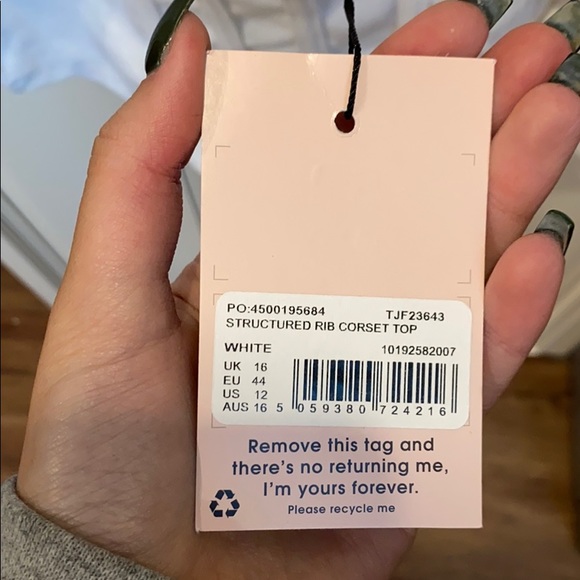 PO:4500195684 TJF23643
STRUCTURED RIB CORSET TOP
WHITE 10192582007
UK 16
EU 44
US 12
AUS 16 5 059380 724216
Remove this tag and
there's no returning me,
I'm yours forever.
Please recycle me